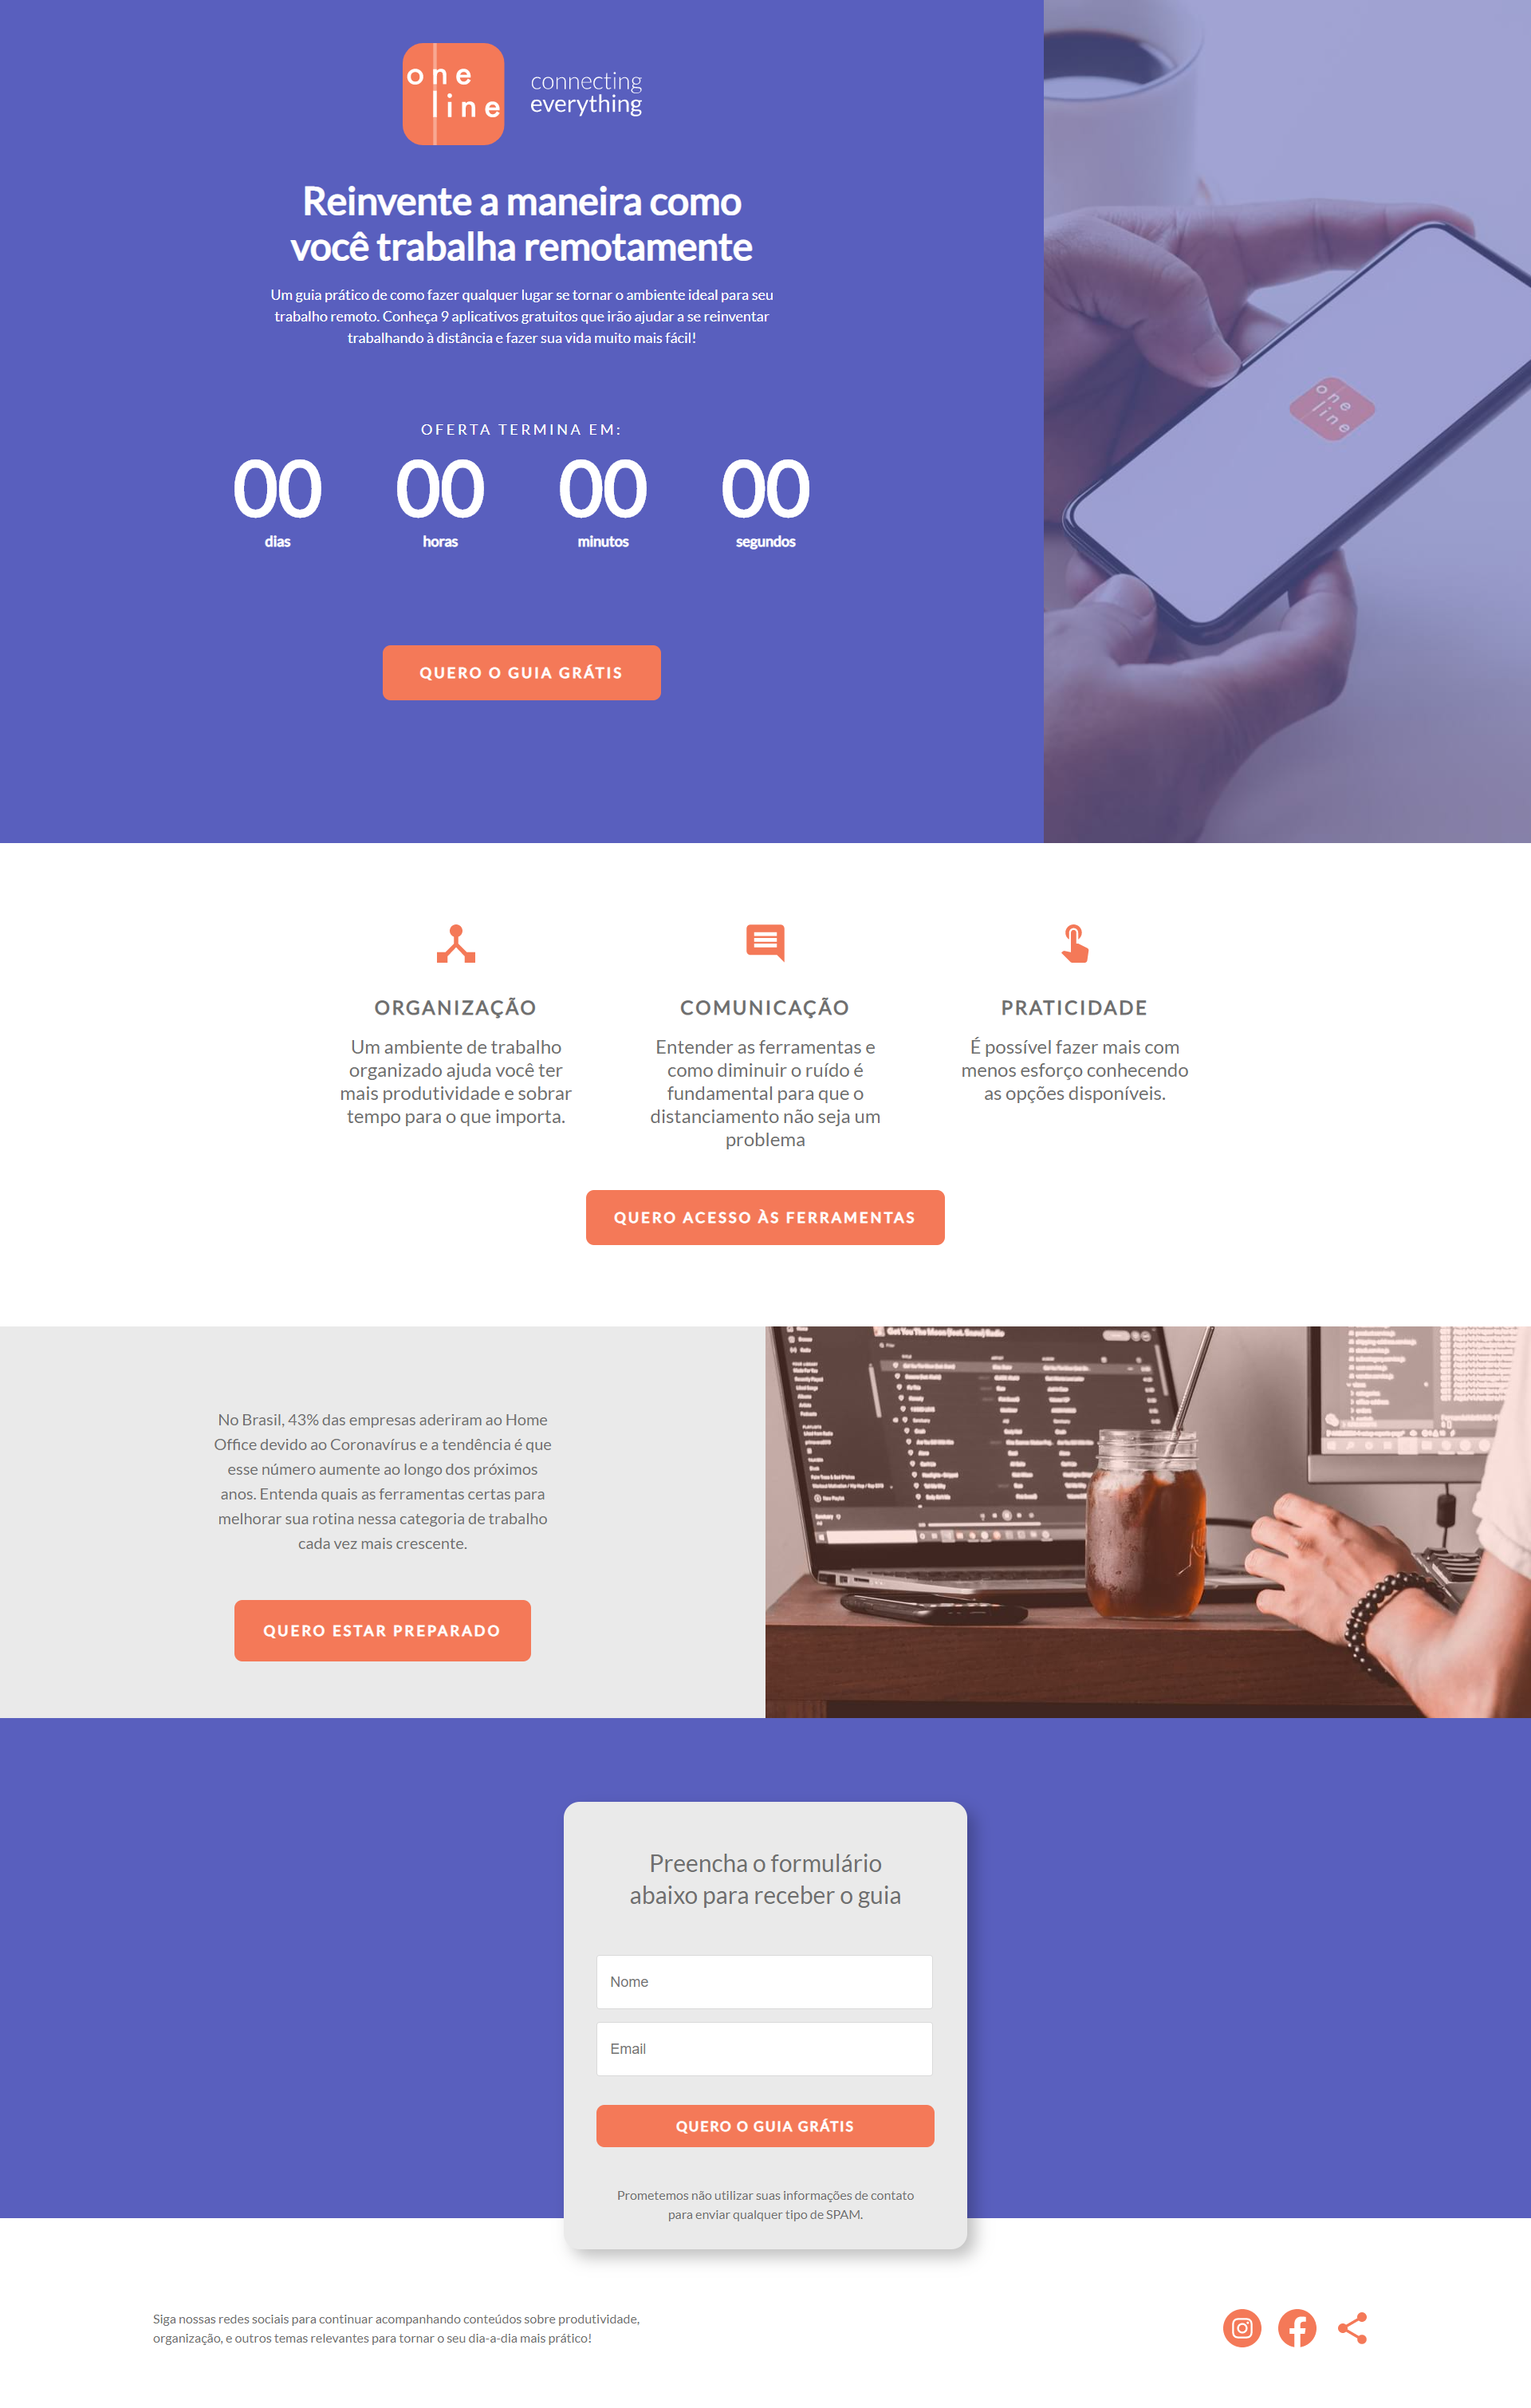 one
line
connecting
everything
Reinvente a maneira como
você trabalha remotamente
Um guia prático de como fazer qualquer lugar se tornar o ambiente ideal para seu
trabalho remoto. Conheça 9 aplicativos gratuitos que irão ajudar a se reinventar
trabalhando à distância e fazer sua vida muito mais fácil!
OFERTA TERMINA EM:
00 00 00 00
dias horas minutos segundos
QUERO O GUIA GRÁTIS
one
line
ORGANIZAÇÃO
Um ambiente de trabalho
organizado ajuda você ter
mais produtividade e sobrar
tempo para o que importa.
COMUNICAÇÃO
Entender as ferramentas e
como diminuir o ruído é
fundamental para que o
distanciamento não seja um
problema
PRATICIDADE
É possível fazer mais com
menos esforço conhecendo
as opções disponíveis.
QUERO ACESSO ÀS FERRAMENTAS
No Brasil, 43% das empresas aderiram ao Home
Office devido ao Coronavírus e a tendência é que
esse número aumente ao longo dos próximos
anos. Entenda quais as ferramentas certas para
melhorar sua rotina nessa categoria de trabalho
cada vez mais crescente.
QUERO ESTAR PREPARADO
Get You The Moon (feat. Snow) Radio
Preencha o formulário
abaixo para receber o guia
Nome
Email
QUERO O GUIA GRÁTIS
Prometemos não utilizar suas informações de contato
para enviar qualquer tipo de SPAM.
Siga nossas redes sociais para continuar acompanhando conteúdos sobre produtividade,
organização, e outros temas relevantes para tornar o seu dia-a-dia mais prático!